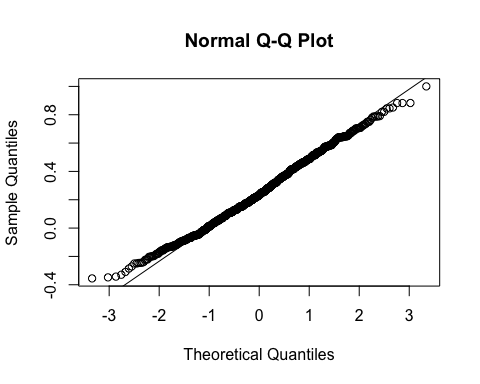 Normal Q-Q Plot
Sample Quantiles
0.8
0.4
0.0
-0.4
-3 -2 -1 0 1 2 3
Theoretical Quantiles